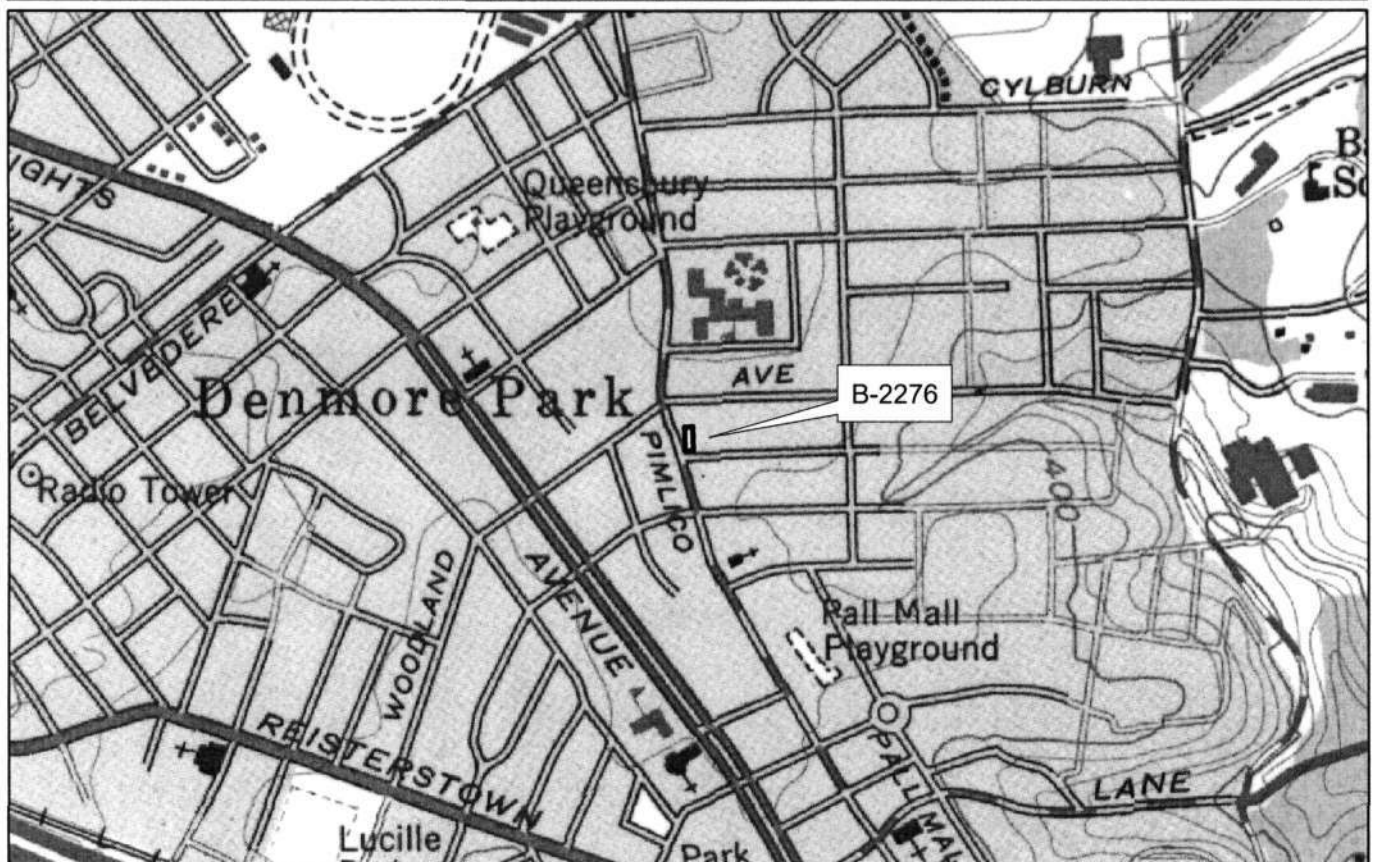 CYLBURN
IGHTS
Queensbury
Playground
BELVEDERE
AVE
B-2276
Denmore Park
PIMLICO
Radio Tower
400
WOODLAND
AVENUE
Pall Mall
Playground
REISTERSTOWN
PALL MAL
LANE
Lucille
Park